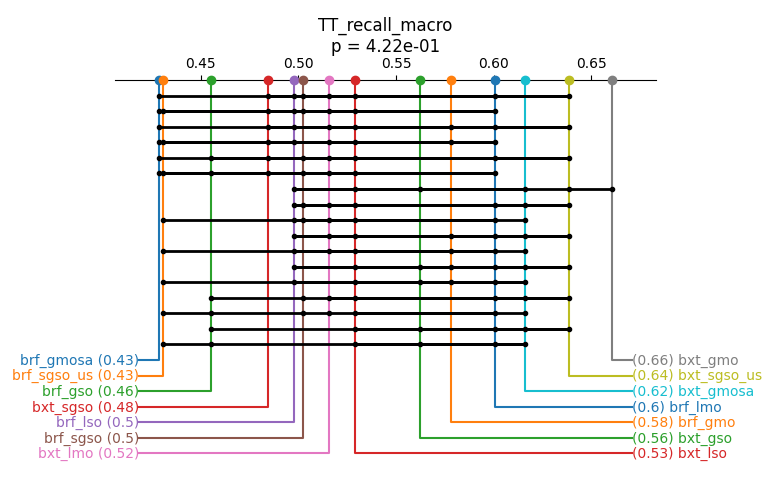 TT_recall_macro
p = 4.22e-01
0.45 0.50 0.55 0.60 0.65
brf_gmosa (0.43) (0.66) bxt_gmo
brf_sgso_us (0.43) (0.64) bxt_sgso_us
brf_gso (0.46) (0.62) bxt_gmosa
bxt_sgso (0.48) (0.6) brf_lmo
brf_lso (0.5) (0.58) brf_gmo
brf_sgso (0.5) (0.56) bxt_gso
bxt_lmo (0.52) (0.53) bxt_lso